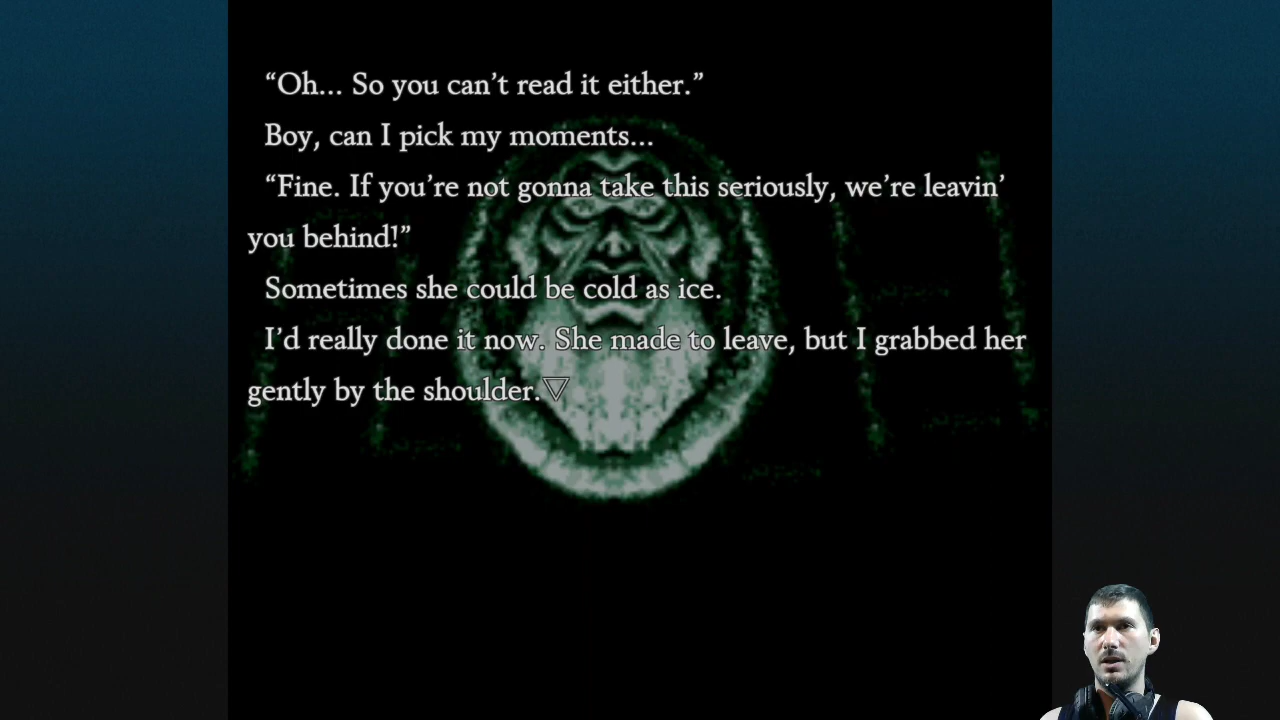 “Oh... So you can’t read it either.”
Boy, can I pick my moments...
“Fine. If you’re not gonna take this seriously, we’re leavin’
you behind!”
Sometimes she could be cold as ice.
I’d really done it now. She made to leave, but I grabbed her
gently by the shoulder.▽